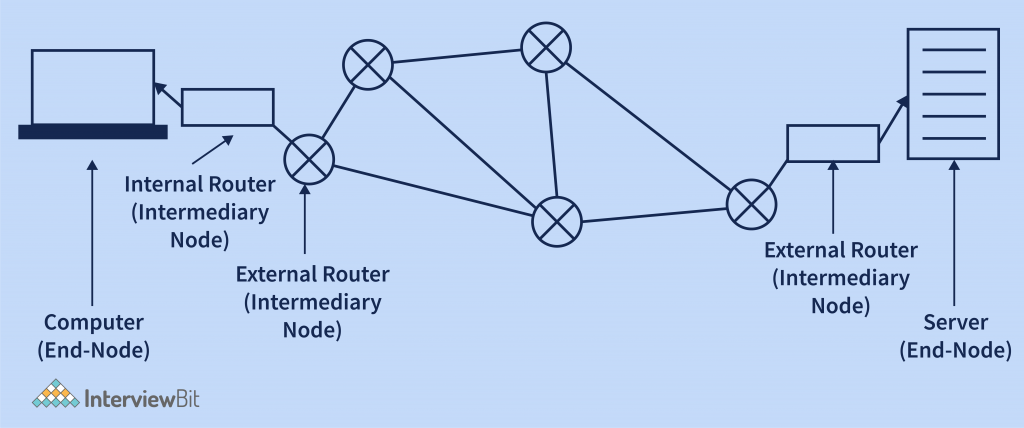 Internal Router
(Intermediary
Node)
External Router
(Intermediary
Node)
Computer
(End-Node)
External Router
(Intermediary
Node)
Server
(End-Node)
InterviewBit